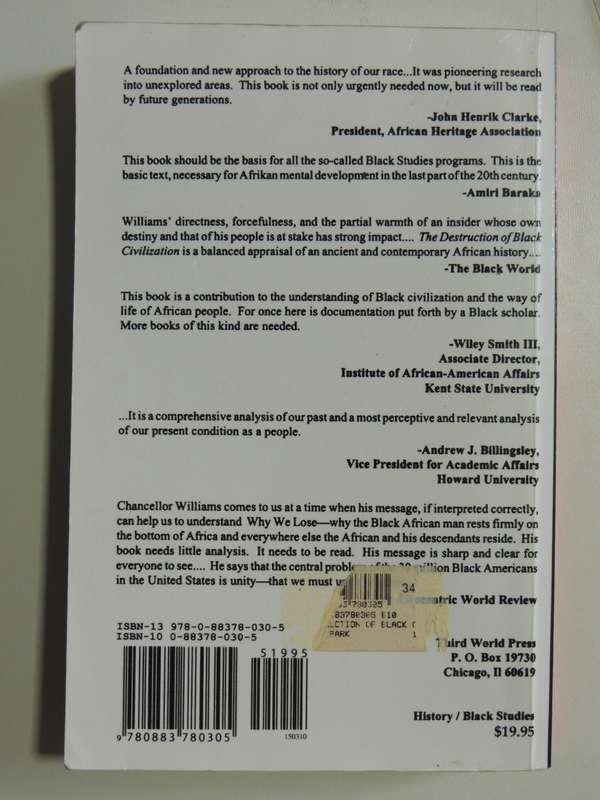 A foundation and new approach to the history of our race...It was pioneering research
into unexplored areas. This book is not only urgently needed now, but it will be read
by future generations.
-John Henrik Clarke,
President, African Heritage Association
This book should be the basis for all the so-called Black Studies programs. This is the
basic text, necessary for Afrikan mental development in the last part of the 20th century.
-Amiri Baraka
Williams' directness, forcefulness, and the partial warmth of an insider whose own
destiny and that of his people is at stake has strong impact.... The Destruction of Black
Civilization is a balanced appraisal of an ancient and contemporary African history....
-The Black World
This book is a contribution to the understanding of Black civilization and the way of
life of African people. For once here is documentation put forth by a Black scholar.
More books of this kind are needed.
-Wiley Smith III,
Associate Director,
Institute of African-American Affairs
Kent State University
...It is a comprehensive analysis of our past and a most perceptive and relevant analysis
of our present condition as a people.
-Andrew J. Billingsley,
Vice President for Academic Affairs
Howard University
Chancellor Williams comes to us at a time when his message, if interpreted correctly,
can help us to understand Why We Lose—why the Black African man rests firmly on
the bottom of Africa and everywhere else the African and his descendants reside. His
book needs little analysis. It needs to be read. His message is sharp and clear for
everyone to see.... He says that the central of the 30 million Black Americans
in the United States is unity—that we must
34
World Review
CTION OF BLACK C
PARK 1
ISBN-13 978-0-88378-030-5
ISBN-10 0-88378-030-5
Third World Press
P. O. Box 19730
Chicago, Il 60619
51995
9 780883 780305
150310
History / Black Studies
$19.95